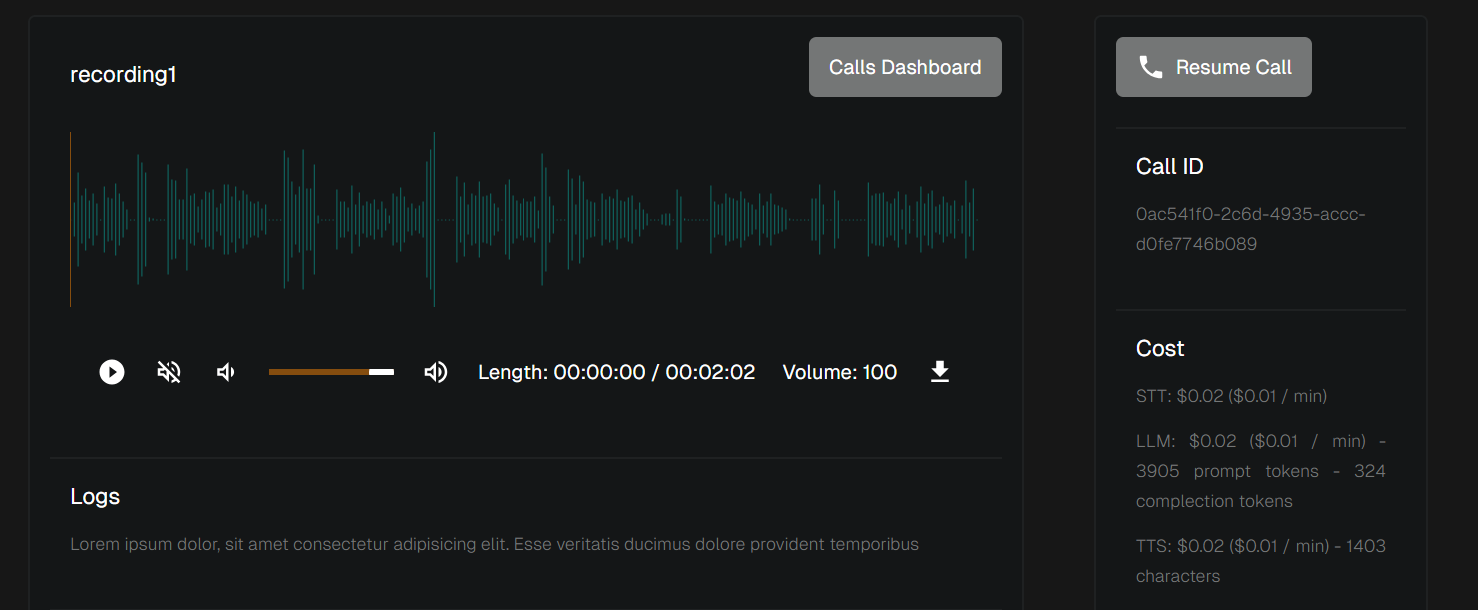 recording1
Calls Dashboard
Length: 00:00:00 / 00:02:02
Volume: 100
Logs
Lorem ipsum dolor, sit amet consectetur adipisicing elit. Esse veritatis ducimus dolore provident temporibus
Resume Call
Call ID
0ac541f0-2c6d-4935-accc-
d0fe7746b089
Cost
STT: $0.02 ($0.01 / min)
LLM: $0.02 ($0.01 / min) -
3905 prompt tokens - 324
complection tokens
TTS: $0.02 ($0.01 / min) - 1403
characters